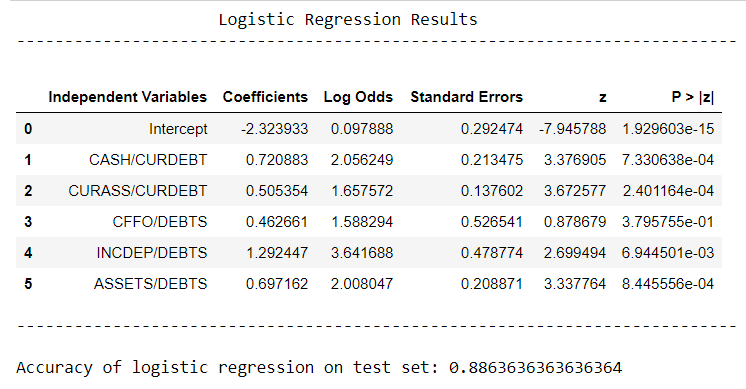 Logistic Regression Results
--------------------------------------------------------------------------
Independent Variables Coefficients Log Odds Standard Errors z P > |z|
0 Intercept -2.323933 0.097888 0.292474 -7.945788 1.929603e-15
1 CASH/CURDEBT 0.720883 2.056249 0.213475 3.376905 7.330638e-04
2 CURASS/CURDEBT 0.505354 1.657572 0.137602 3.672577 2.401164e-04
3 CFFO/DEBTS 0.462661 1.588294 0.526541 0.878679 3.795755e-01
4 INCDEP/DEBTS 1.292447 3.641688 0.478774 2.699494 6.944501e-03
5 ASSETS/DEBTS 0.697162 2.008047 0.208871 3.337764 8.445556e-04
--------------------------------------------------------------------------
Accuracy of logistic regression on test set: 0.8863636363636364